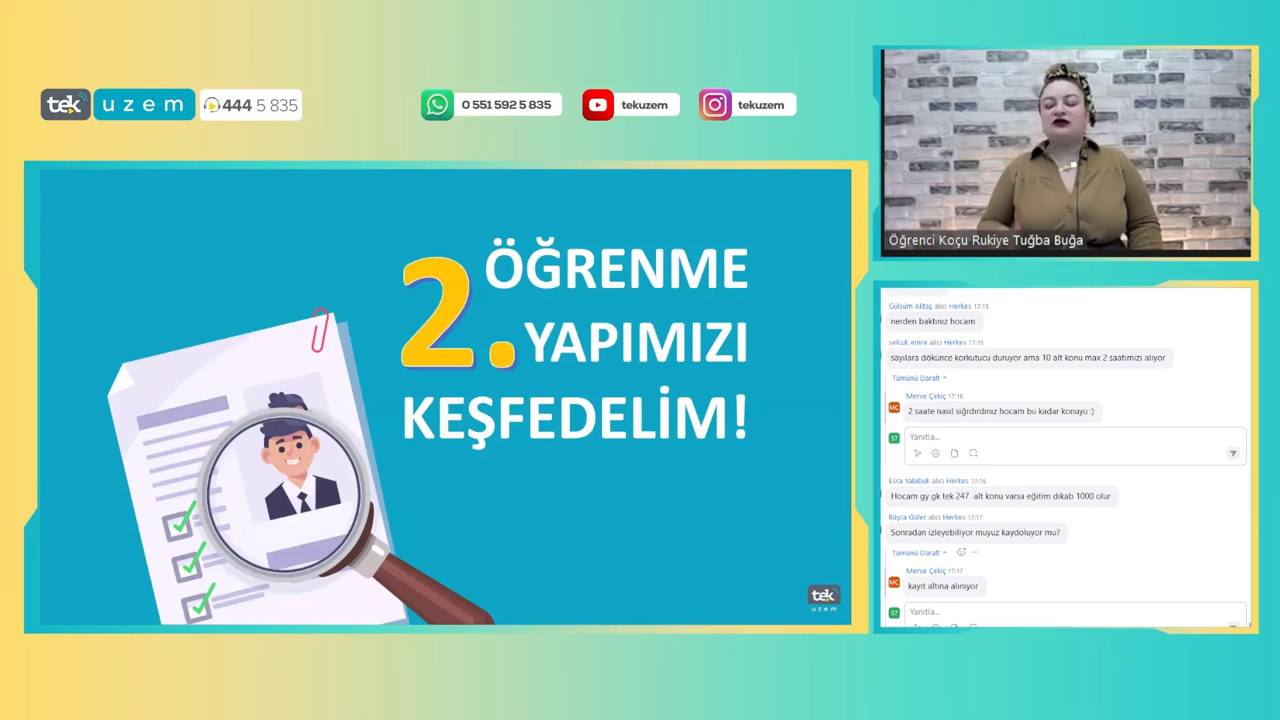 tek uzem 444 5 835
0 551 592 5 835
tekuzem
tekuzem
2. ÖĞRENME
YAPIMIZI
KEŞFEDELİM!
tek
uzem
Öğrenci Koçu Rukiye Tuğba Buğa
Gülsüm Aktaş alıcı Herkes 17:15
nerden baktınız hocam
selcuk emre alıcı Herkes 17:15
sayılara dökünce korkutucu duruyor ama 10 alt konu max 2 saatimizi alıyor
Tümünü Daralt
Merve Çekiç 17:16
MÇ
2 saate nasıl sığrdırdınız hocam bu kadar konuyu :)
Yanıtla...
Esra Yalabuk alıcı Herkes 17:16
Hocam gy gk tek 247 alt konu varsa eğitim dikab 1000 olur
Büşra Güler alıcı Herkes 17:17
Sonradan izleyebiliyor muyuz kaydoluyor mu?
Tümünü Daralt
Merve Çekiç 17:17
MÇ
kayıt altına alınıyor
Yanıtla...